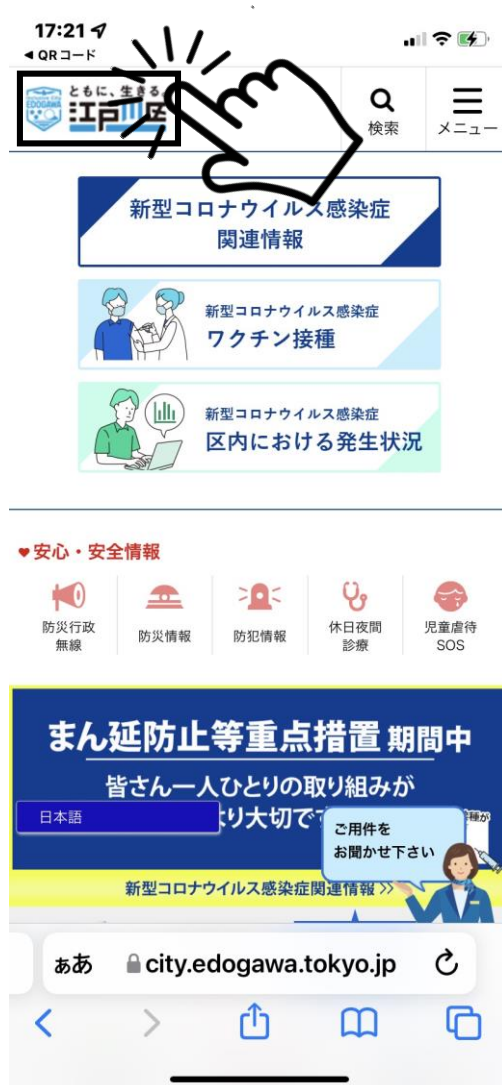 17:21
◀ QRコード
EDOGAWA
ともに、生きる。
江戸川区
検索
メニュー
新型コロナウイルス感染症
関連情報
新型コロナウイルス感染症
ワクチン接種
新型コロナウイルス感染症
区内における発生状況
♥安心・安全情報
防災行政
無線
防災情報
防犯情報
休日夜間
診療
児童虐待
SOS
まん延防止等重点措置 期間中
皆さん一人ひとりの取り組みが
日本語
より大切で
種が
ご用件を
お聞かせ下さい
新型コロナウイルス感染症関連情報 》
ぁあ
city.edogawa.tokyo.jp